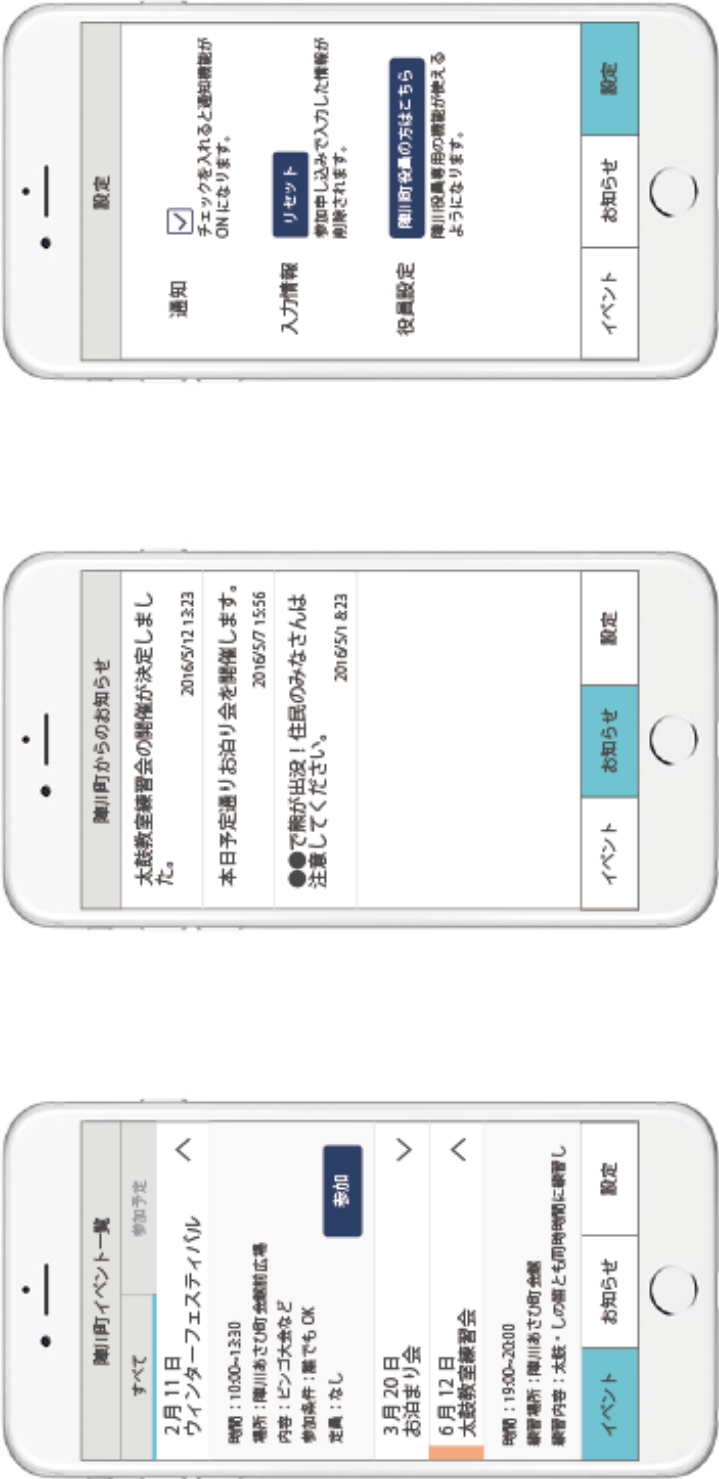 陣川町イベント一覧
すべて
参加予定
2月11日
ウィンターフェスティバル
時間：10:00~13:30
場所：陣川あさひ町会館前広場
内容：ビンゴ大会など
参加条件：誰でもOK
定員：なし
参加
3月20日
お泊まり会
6月12日
太鼓教室練習会
時間：19:00~20:00
練習場所：陣川あさひ町会館
練習内容：太鼓・しの笛とも同時時間に練習し
イベント
お知らせ
設定
陣川町からのお知らせ
太鼓教室練習会の開催が決定しまし
た。
2016/5/12 13:23
本日予定通りお泊り会を開催します。
2016/5/7 15:56
●●で熊が出没！住民のみなさんは
注意してください。
2016/5/1 8:23
イベント
お知らせ
設定
設定
通知
チェックを入れると通知機能が
ONになります。
入力情報
リセット
参加申し込みで入力した情報が
削除されます。
役員設定
陣川町役員の方はこちら
陣川役員専用の機能が使える
ようになります。
イベント
お知らせ
設定